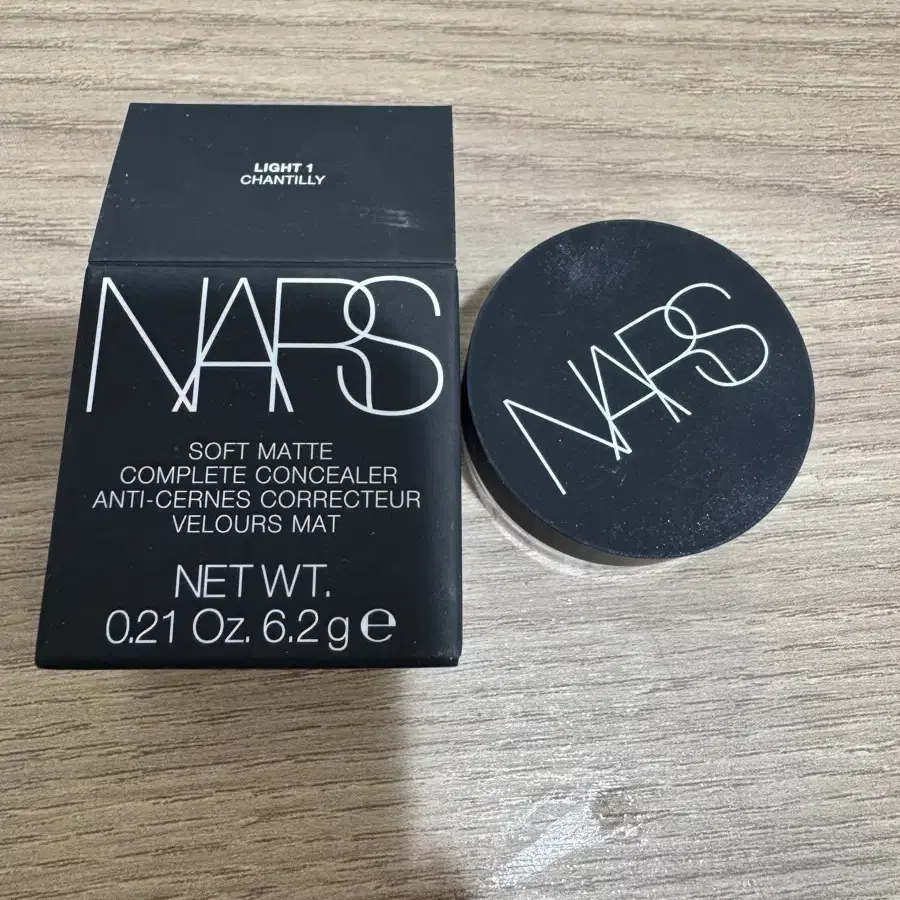 LIGHT 1
CHANTILLY
NARS
SOFT MATTE
COMPLETE CONCEALER
ANTI-CERNES CORRECTEUR
VELOURS MAT
NET WT.
0.21 Oz. 6.2 g ℮
NARS